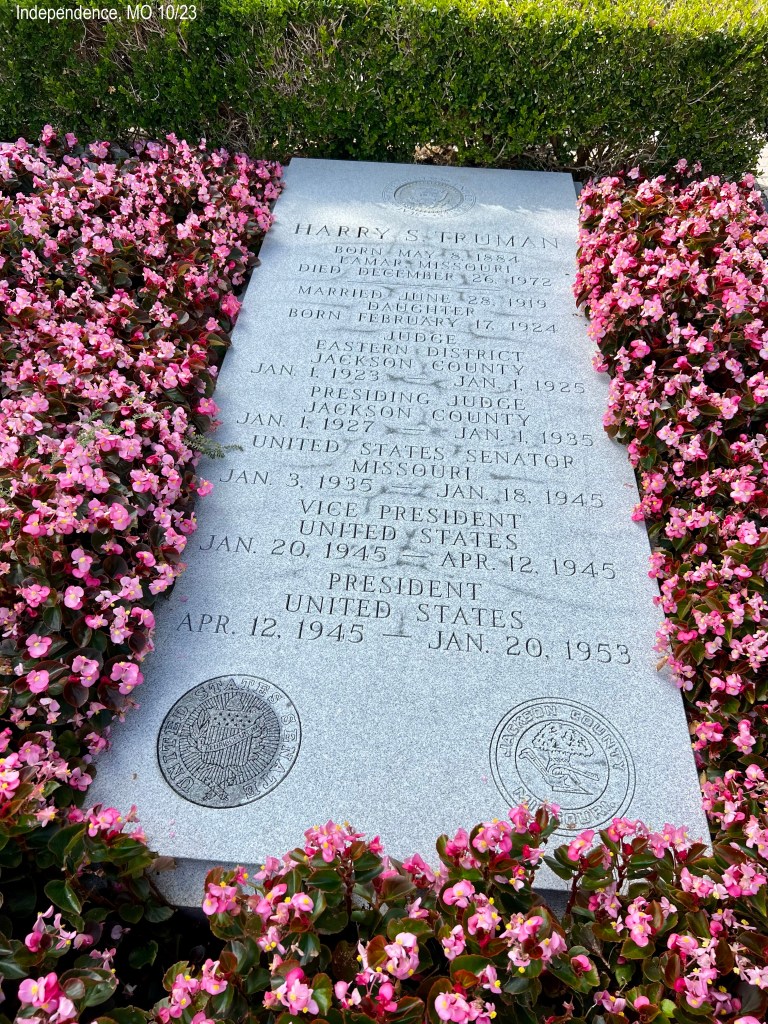 Independence, MO 10/23
HARRY S. TRUMAN
BORN MAY 8, 1884
LAMAR, MISSOURI
DIED DECEMBER 26, 1972
MARRIED JUNE 28, 1919
DAUGHTER
BORN FEBRUARY 17, 1924
JUDGE
EASTERN DISTRICT
JACKSON COUNTY
JAN. 1, 1923 — JAN. 1, 1925
PRESIDING JUDGE
JACKSON COUNTY
JAN. 1, 1927 — JAN. 1, 1935
UNITED STATES SENATOR
MISSOURI
JAN. 3, 1935 — JAN. 18, 1945
VICE PRESIDENT
UNITED STATES
JAN. 20, 1945 — APR. 12, 1945
PRESIDENT
UNITED STATES
APR. 12, 1945 — JAN. 20, 1953
UNITED STATES SENATE
JACKSON COUNTY
MISSOURI